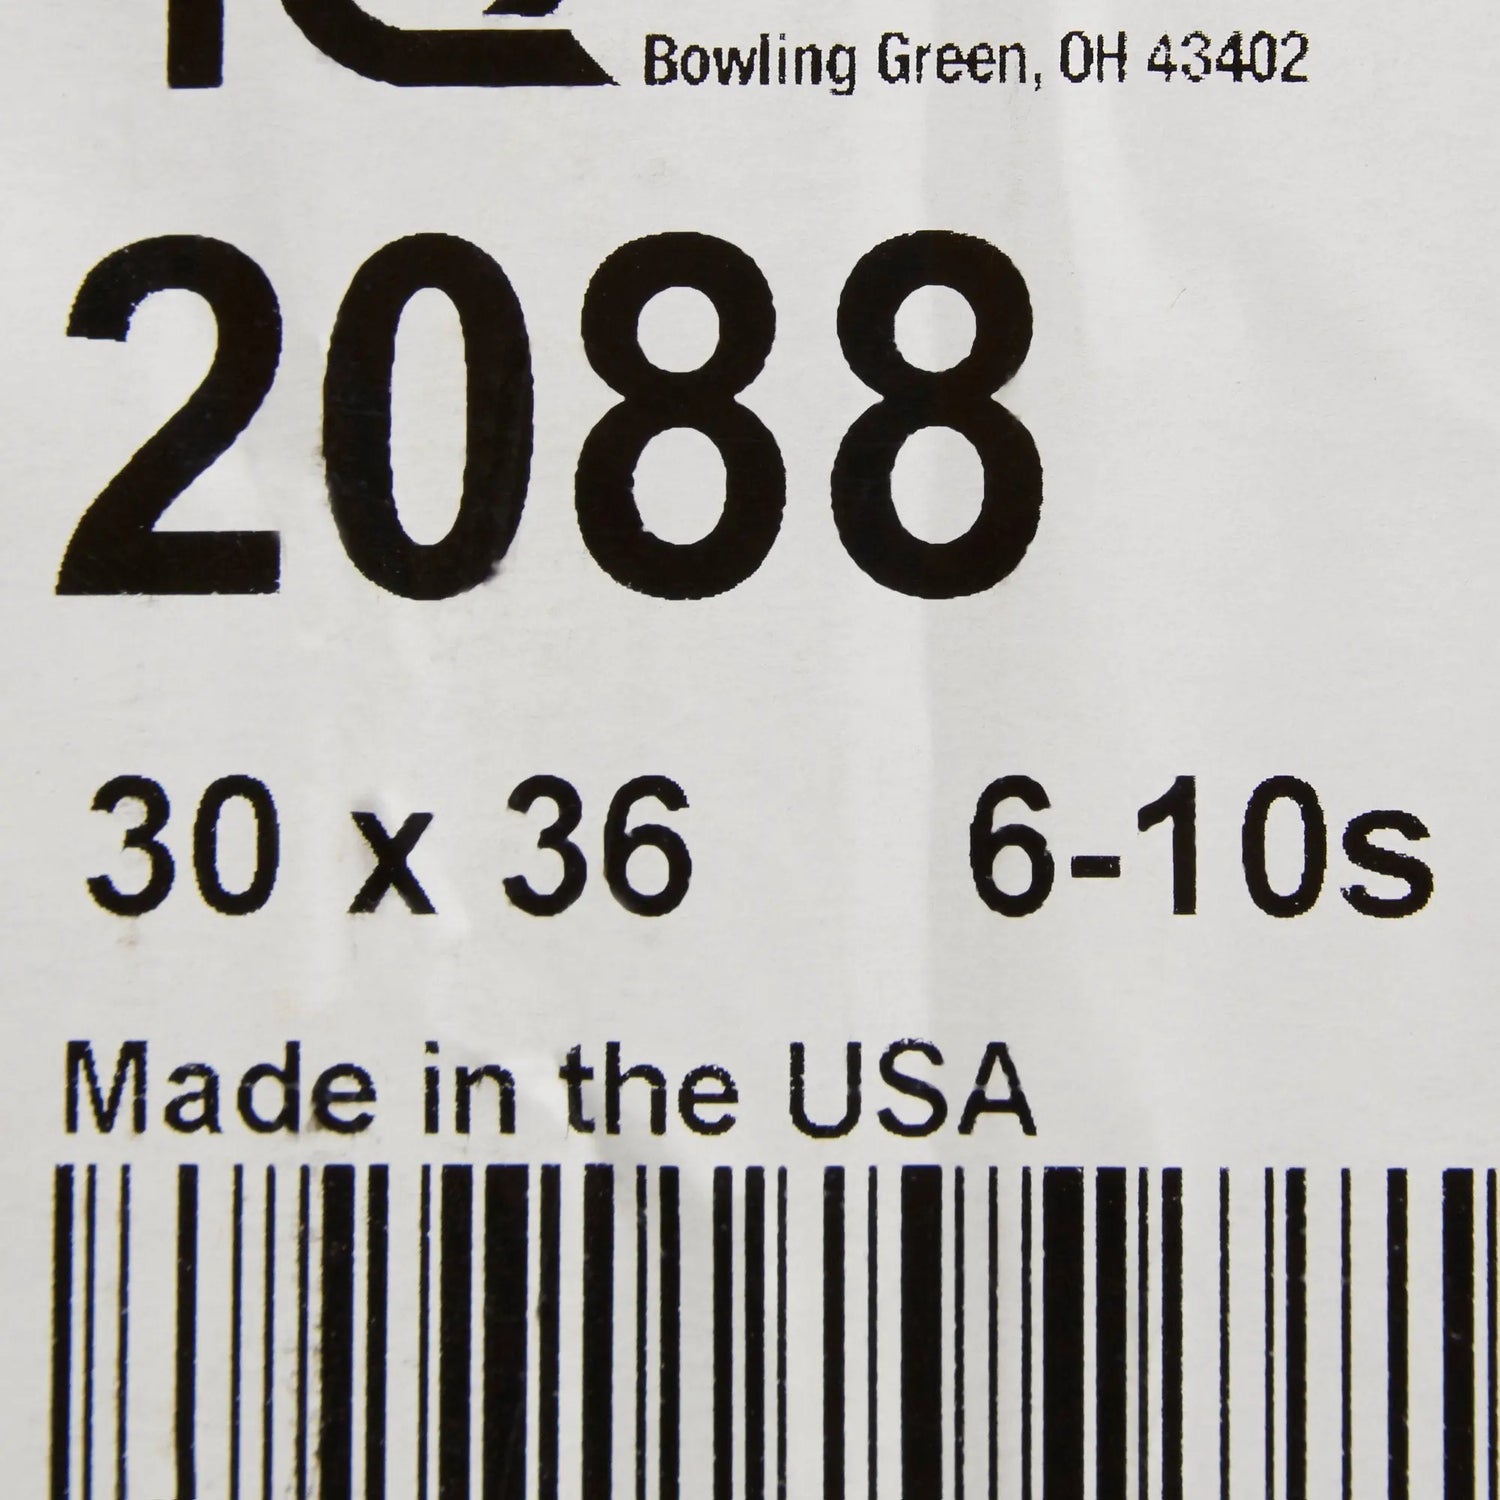 Bowling Green, OH 43402
2088
30 x 36 6-10s
Made in the USA